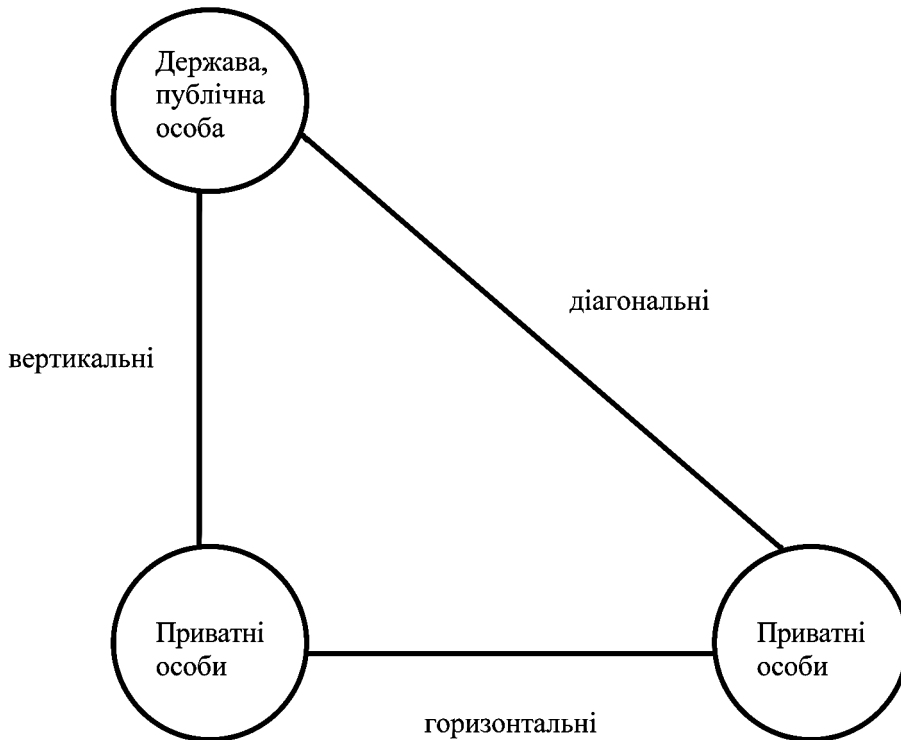 Держава,
публічна
особа
діагональні
вертикальні
Приватні
особи
Приватні
особи
горизонтальні